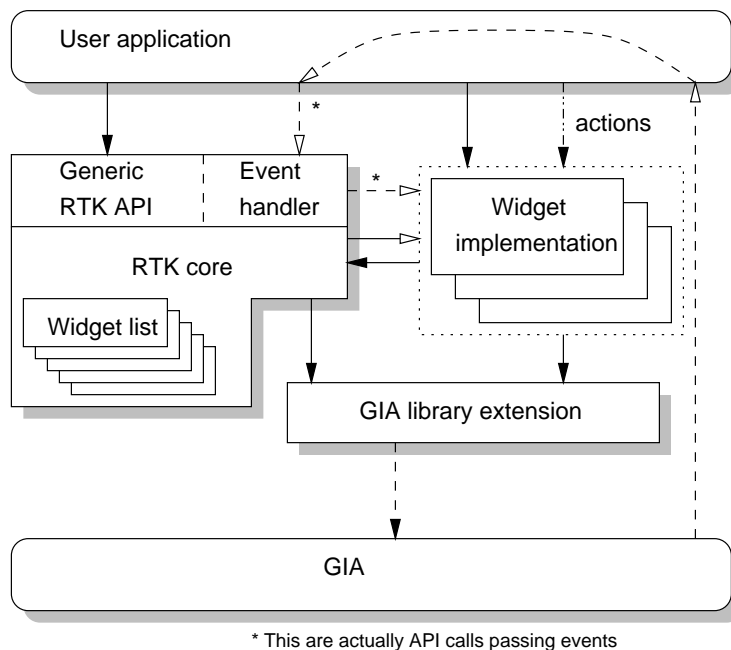 User application
*
actions
Generic
RTK API
Event
handler
*
Widget
implementation
RTK core
Widget list
GIA library extension
GIA
* This are actually API calls passing events